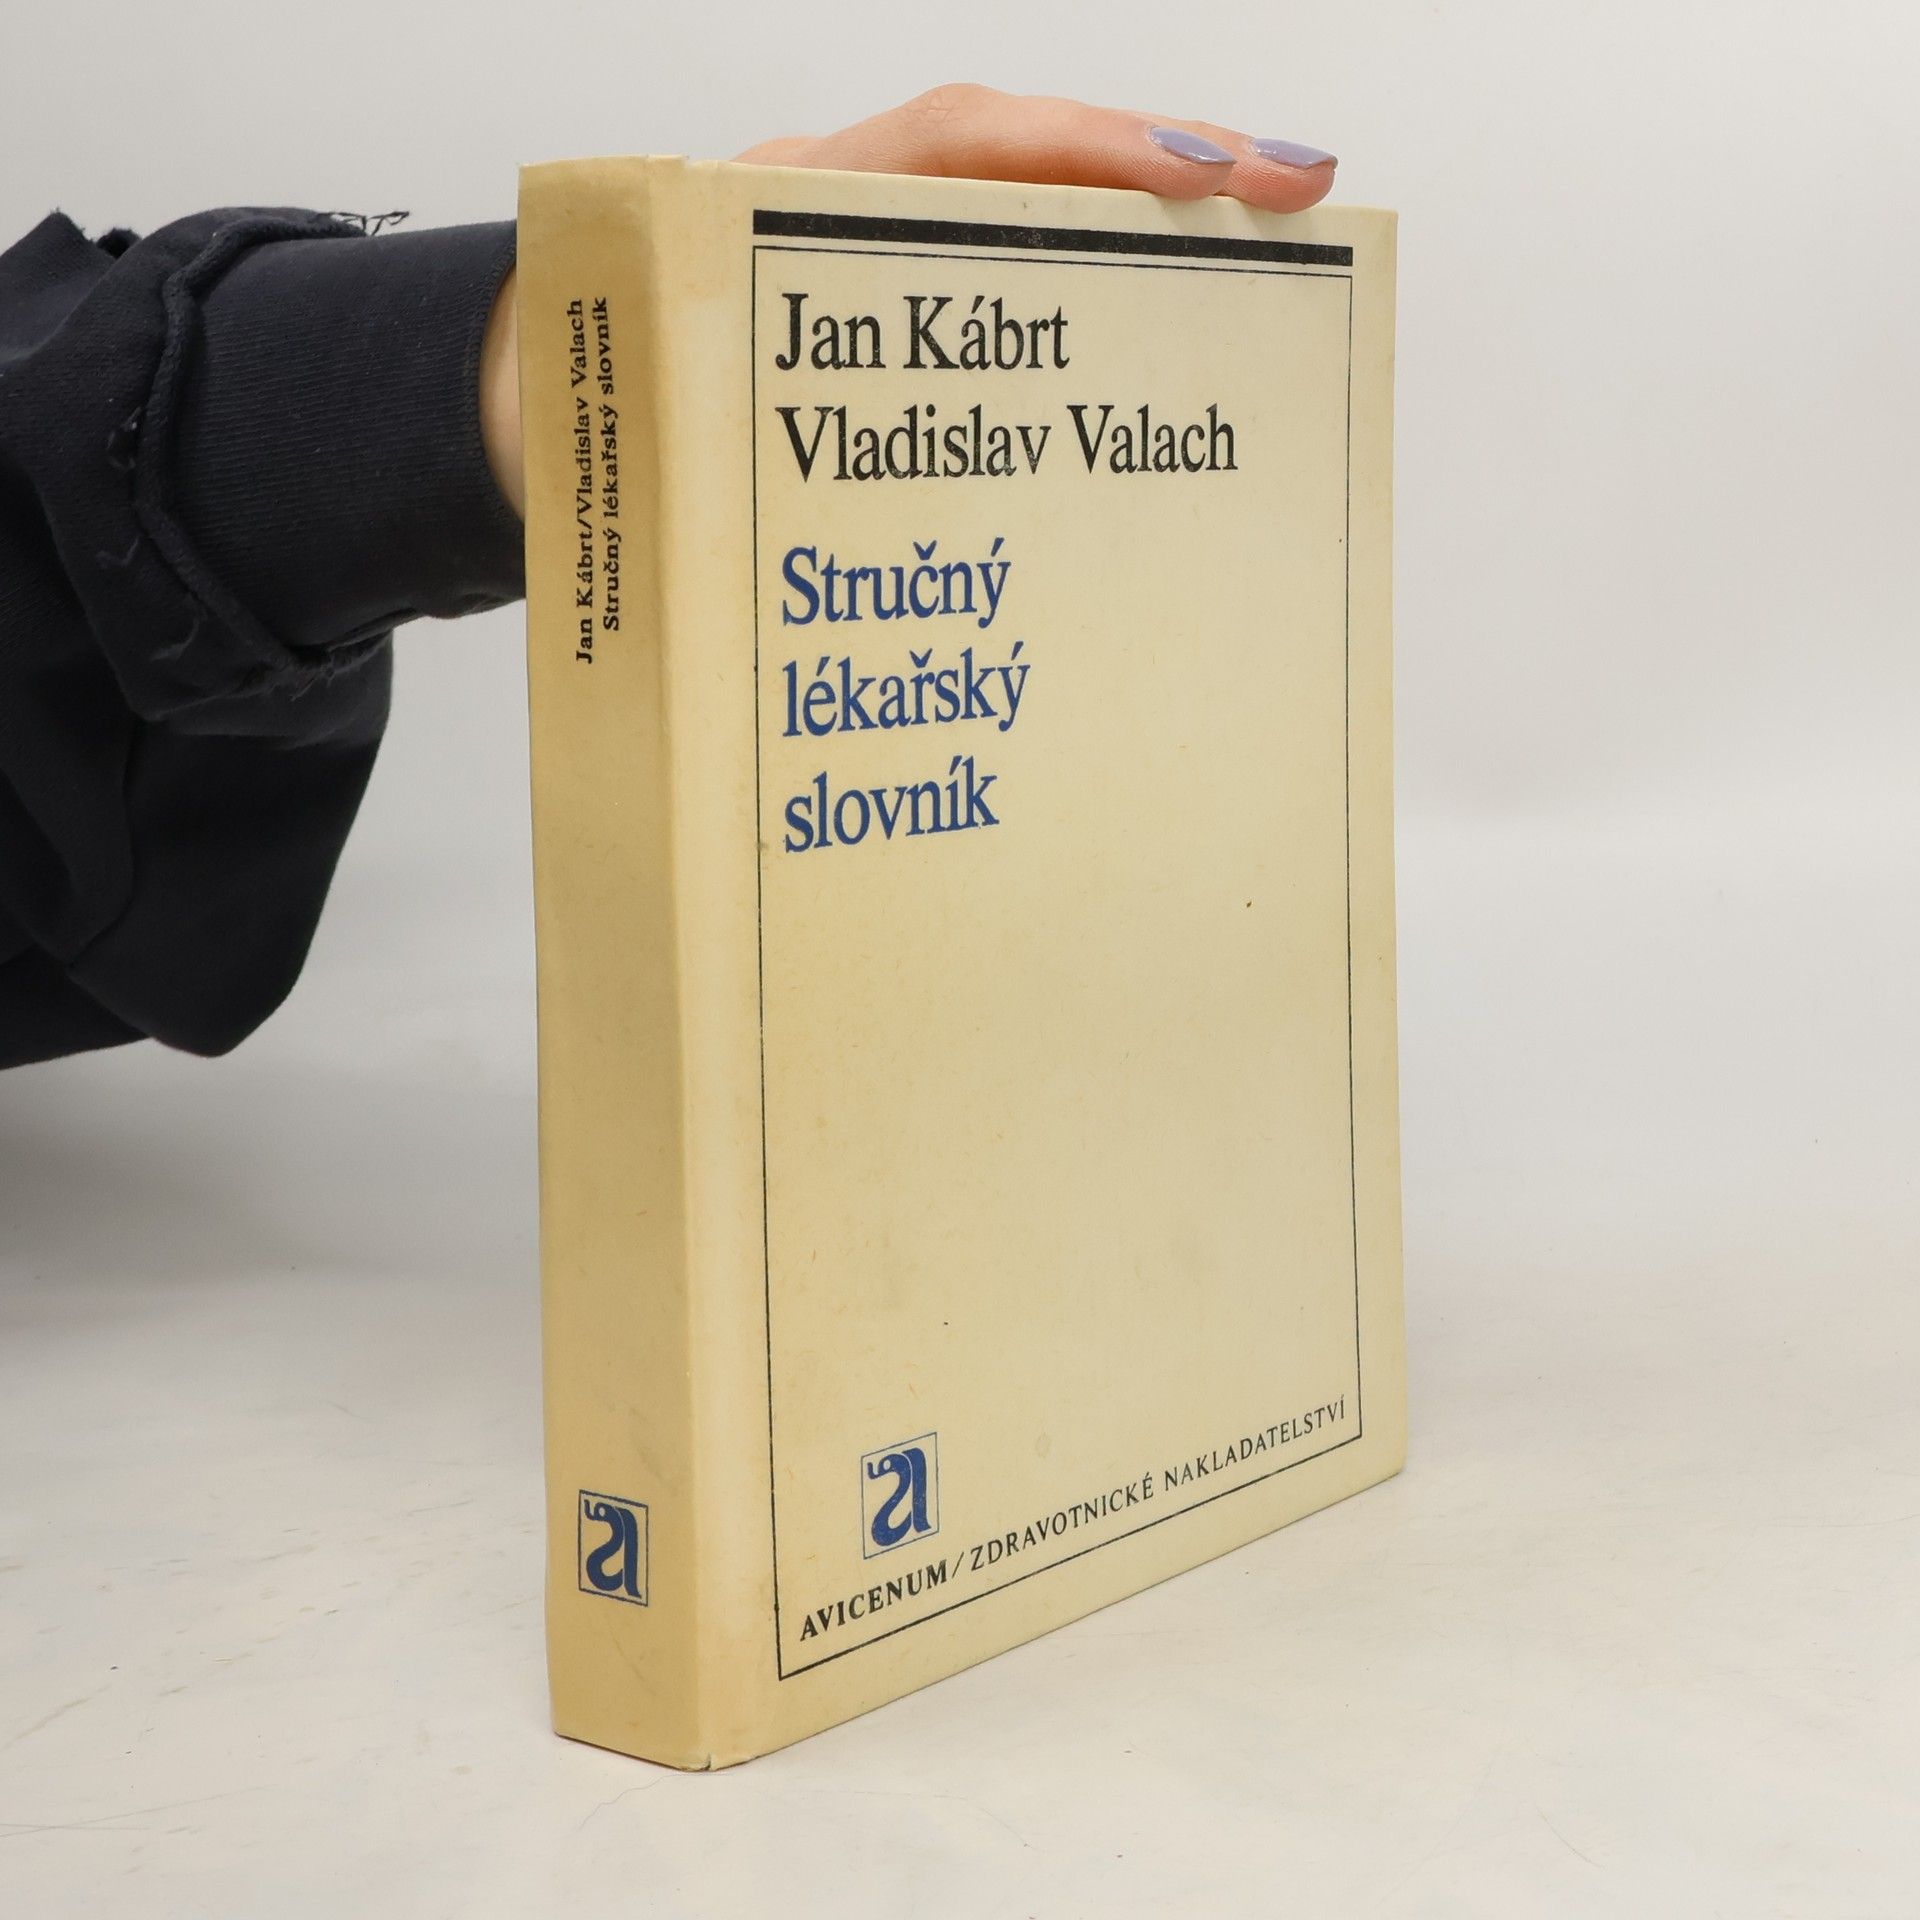 Jan Kábrt/Vladislav Valach
Stručný lékařský slovník
Jan Kábrt
Vladislav Valach
Stručný
lékařský
slovník
AVICENUM/ZDRAVOTNICKÉ NAKLADATELSTVÍ